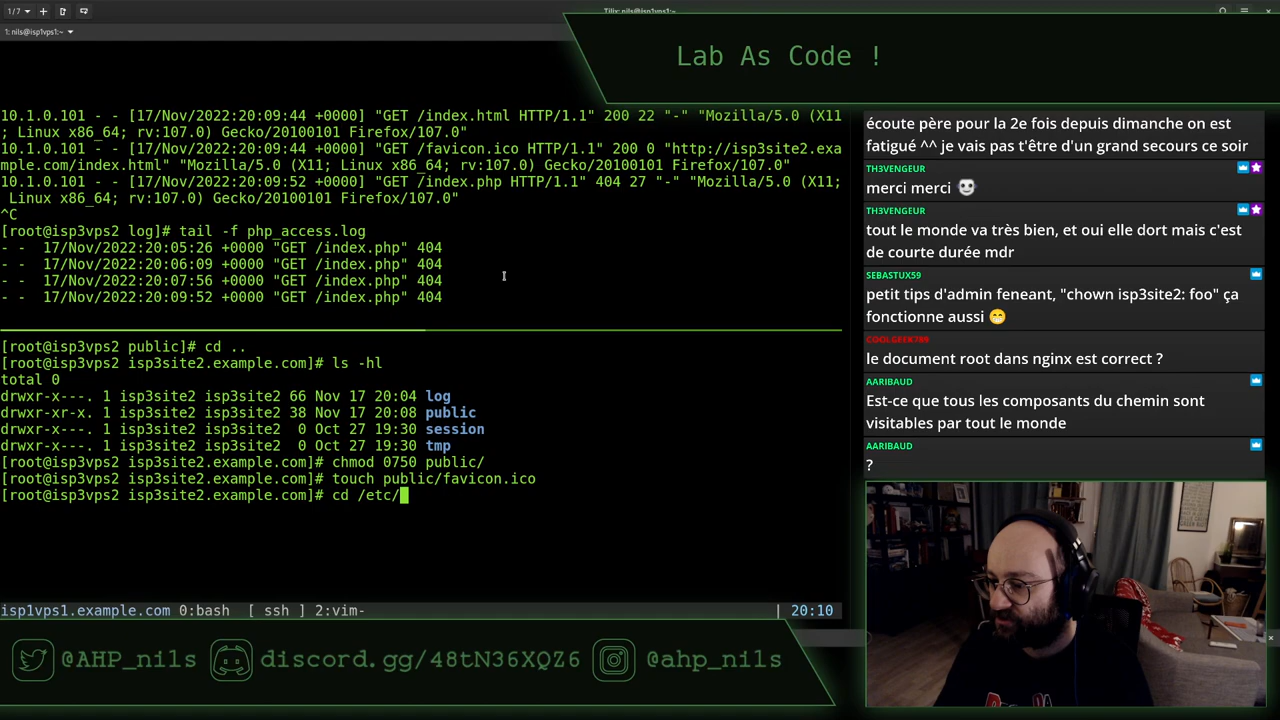 1/7
Tilix: nils@isp1vps1:~
1: nils@isp1vps1:~
Lab As Code !
10.1.0.101 - - [17/Nov/2022:20:09:44 +0000] "GET /index.html HTTP/1.1" 200 22 "-" "Mozilla/5.0 (X11
; Linux x86_64; rv:107.0) Gecko/20100101 Firefox/107.0"
10.1.0.101 - - [17/Nov/2022:20:09:44 +0000] "GET /favicon.ico HTTP/1.1" 200 0 "http://isp3site2.exa
mple.com/index.html" "Mozilla/5.0 (X11; Linux x86_64; rv:107.0) Gecko/20100101 Firefox/107.0"
10.1.0.101 - - [17/Nov/2022:20:09:52 +0000] "GET /index.php HTTP/1.1" 404 27 "-" "Mozilla/5.0 (X11;
 Linux x86_64; rv:107.0) Gecko/20100101 Firefox/107.0"
^C
[root@isp3vps2 log]# tail -f php_access.log
- -  17/Nov/2022:20:05:26 +0000 "GET /index.php" 404
- -  17/Nov/2022:20:06:09 +0000 "GET /index.php" 404
- -  17/Nov/2022:20:07:56 +0000 "GET /index.php" 404
- -  17/Nov/2022:20:09:52 +0000 "GET /index.php" 404
[root@isp3vps2 public]# cd ..
[root@isp3vps2 isp3site2.example.com]# ls -hl
total 0
drwxr-x---. 1 isp3site2 isp3site2 66 Nov 17 20:04 log
drwxr-xr-x. 1 isp3site2 isp3site2 38 Nov 17 20:08 public
drwxr-x---. 1 isp3site2 isp3site2  0 Oct 27 19:30 session
drwxr-x---. 1 isp3site2 isp3site2  0 Oct 27 19:30 tmp
[root@isp3vps2 isp3site2.example.com]# chmod 0750 public/
[root@isp3vps2 isp3site2.example.com]# touch public/favicon.ico
[root@isp3vps2 isp3site2.example.com]# cd /etc/
isp1vps1.example.com 0:bash  [ ssh ] 2:vim-
| 20:10
écoute père pour la 2e fois depuis dimanche on est
fatigué ^^ je vais pas t'être d'un grand secours ce soir
TH3VENGEUR
merci merci
TH3VENGEUR
tout le monde va très bien, et oui elle dort mais c'est
de courte durée mdr
SEBASTUX59
petit tips d'admin feneant, "chown isp3site2: foo" ça
fonctionne aussi 😁
COOLGEEK789
le document root dans nginx est correct ?
AARIBAUD
Est-ce que tous les composants du chemin sont
visitables par tout le monde
AARIBAUD
?
@AHP_nils
discord.gg/48tN36XQZ6
@ahp_nils